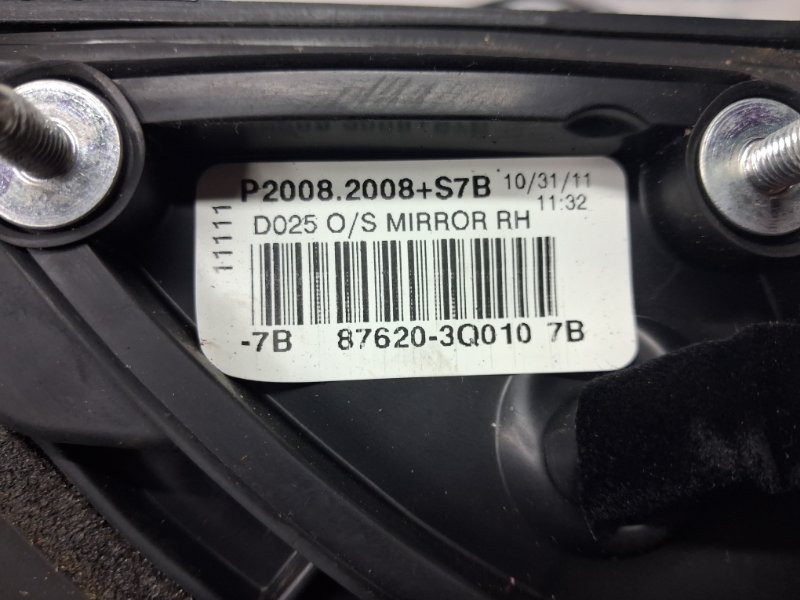 P2008.2008+S7B 10/31/11
11:32
D025 O/S MIRROR RH
11111
-7B 87620-3Q010 7B